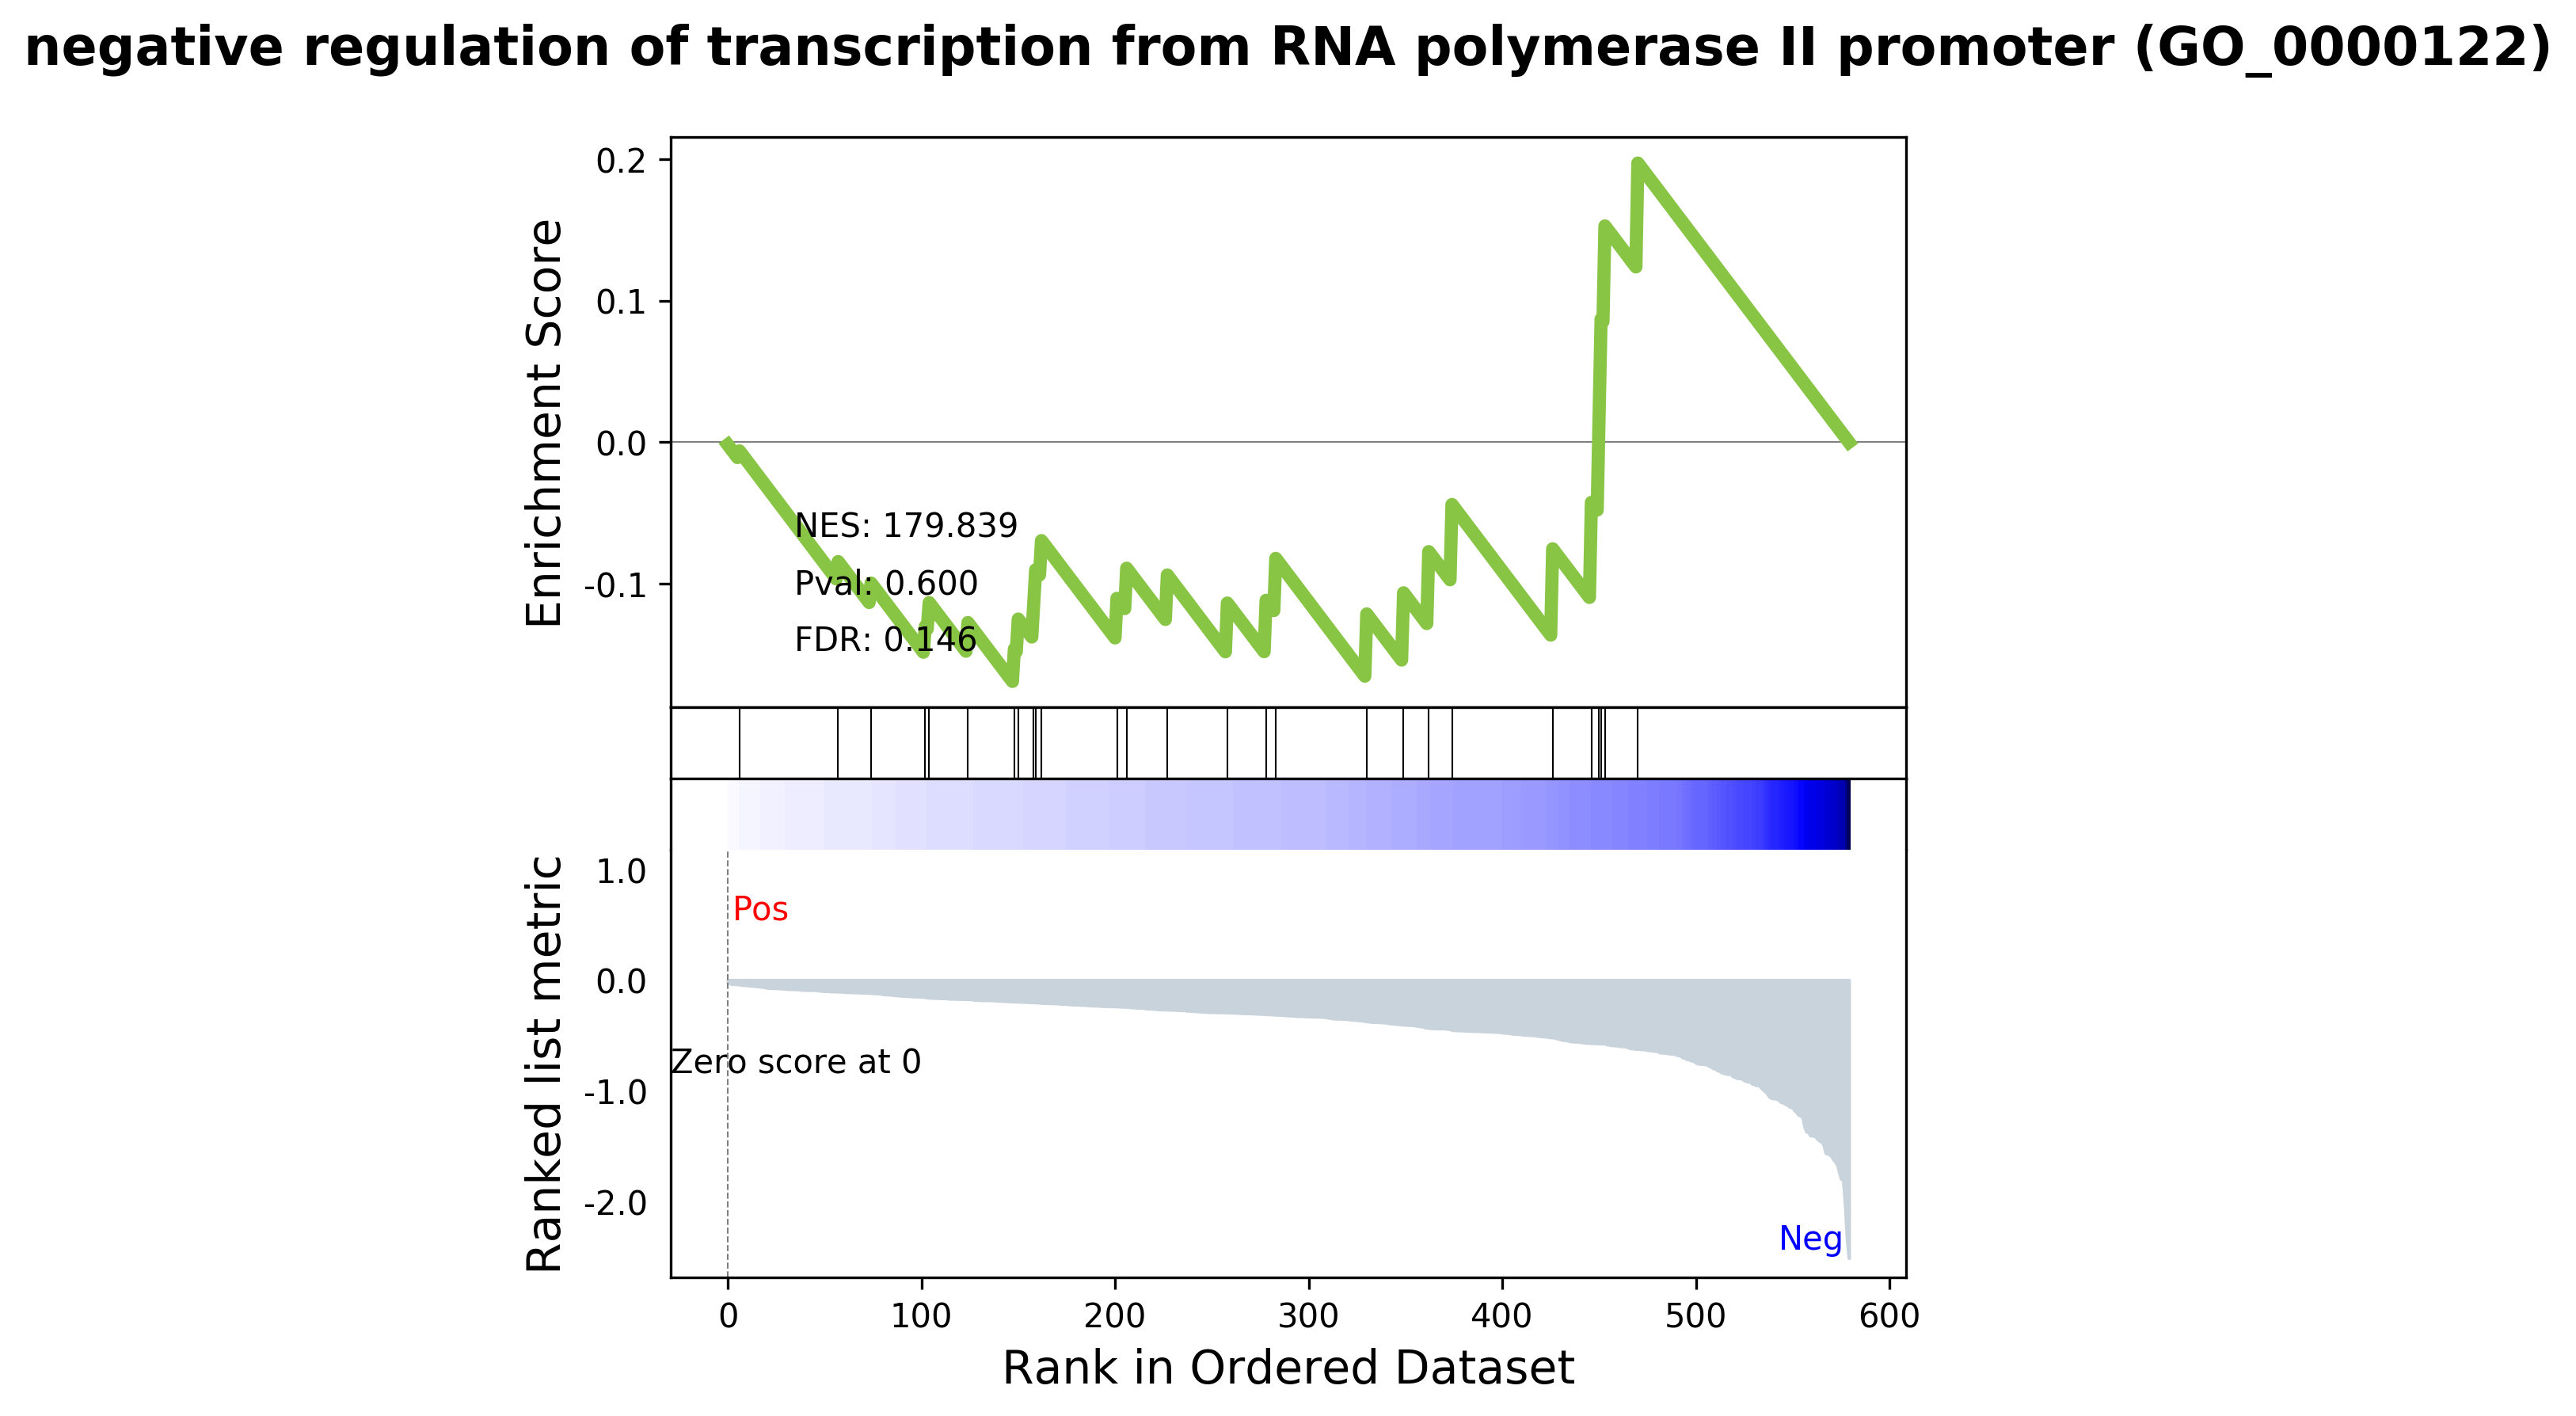 negative regulation of transcription from RNA polymerase II promoter (GO_0000122)
Enrichment Score
0.2
0.1
0.0
-0.1
NES: 179.839
Pval: 0.600
FDR: 0.146
Ranked list metric
1.0
0.0
-1.0
-2.0
Pos
Zero score at 0
Neg
0 100 200 300 400 500 600
Rank in Ordered Dataset